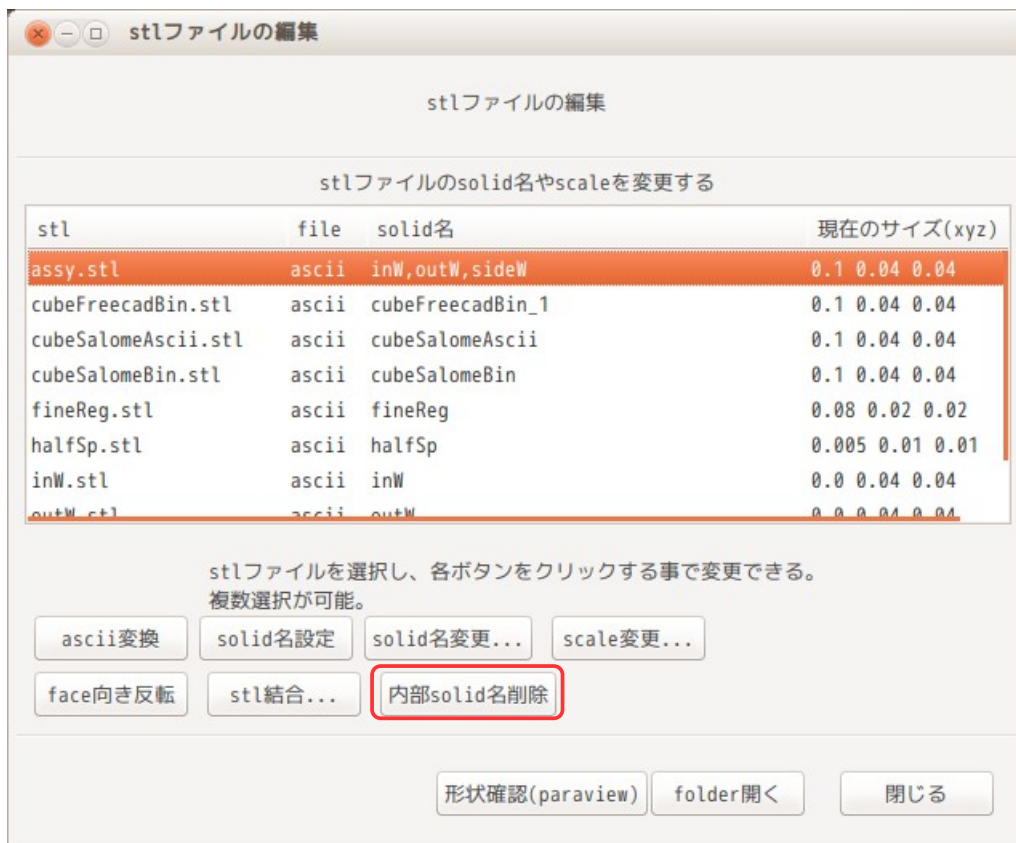 stlファイルの編集
stlファイルの編集
stlファイルのsolid名やscaleを変更する
stl file solid名 現在のサイズ(xyz)
assy.stl ascii inW,outW,sideW 0.1 0.04 0.04
cubeFreecadBin.stl ascii cubeFreecadBin_1 0.1 0.04 0.04
cubeSalomeAscii.stl ascii cubeSalomeAscii 0.1 0.04 0.04
cubeSalomeBin.stl ascii cubeSalomeBin 0.1 0.04 0.04
fineReg.stl ascii fineReg 0.08 0.02 0.02
halfSp.stl ascii halfSp 0.005 0.01 0.01
inW.stl ascii inW 0.0 0.04 0.04
outW.stl ascii outW 0.0 0.04 0.04
stlファイルを選択し、各ボタンをクリックする事で変更できる。
複数選択が可能。
ascii変換 solid名設定 solid名変更... scale変更...
face向き反転 stl結合... 内部solid名削除
形状確認(paraview) folder開く 閉じる